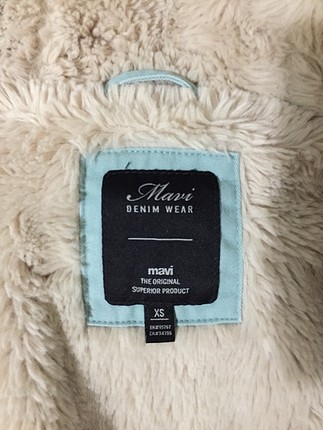 Mavi
DENIM WEAR
mavi
THE ORIGINAL
SUPERIOR PRODUCT
XS